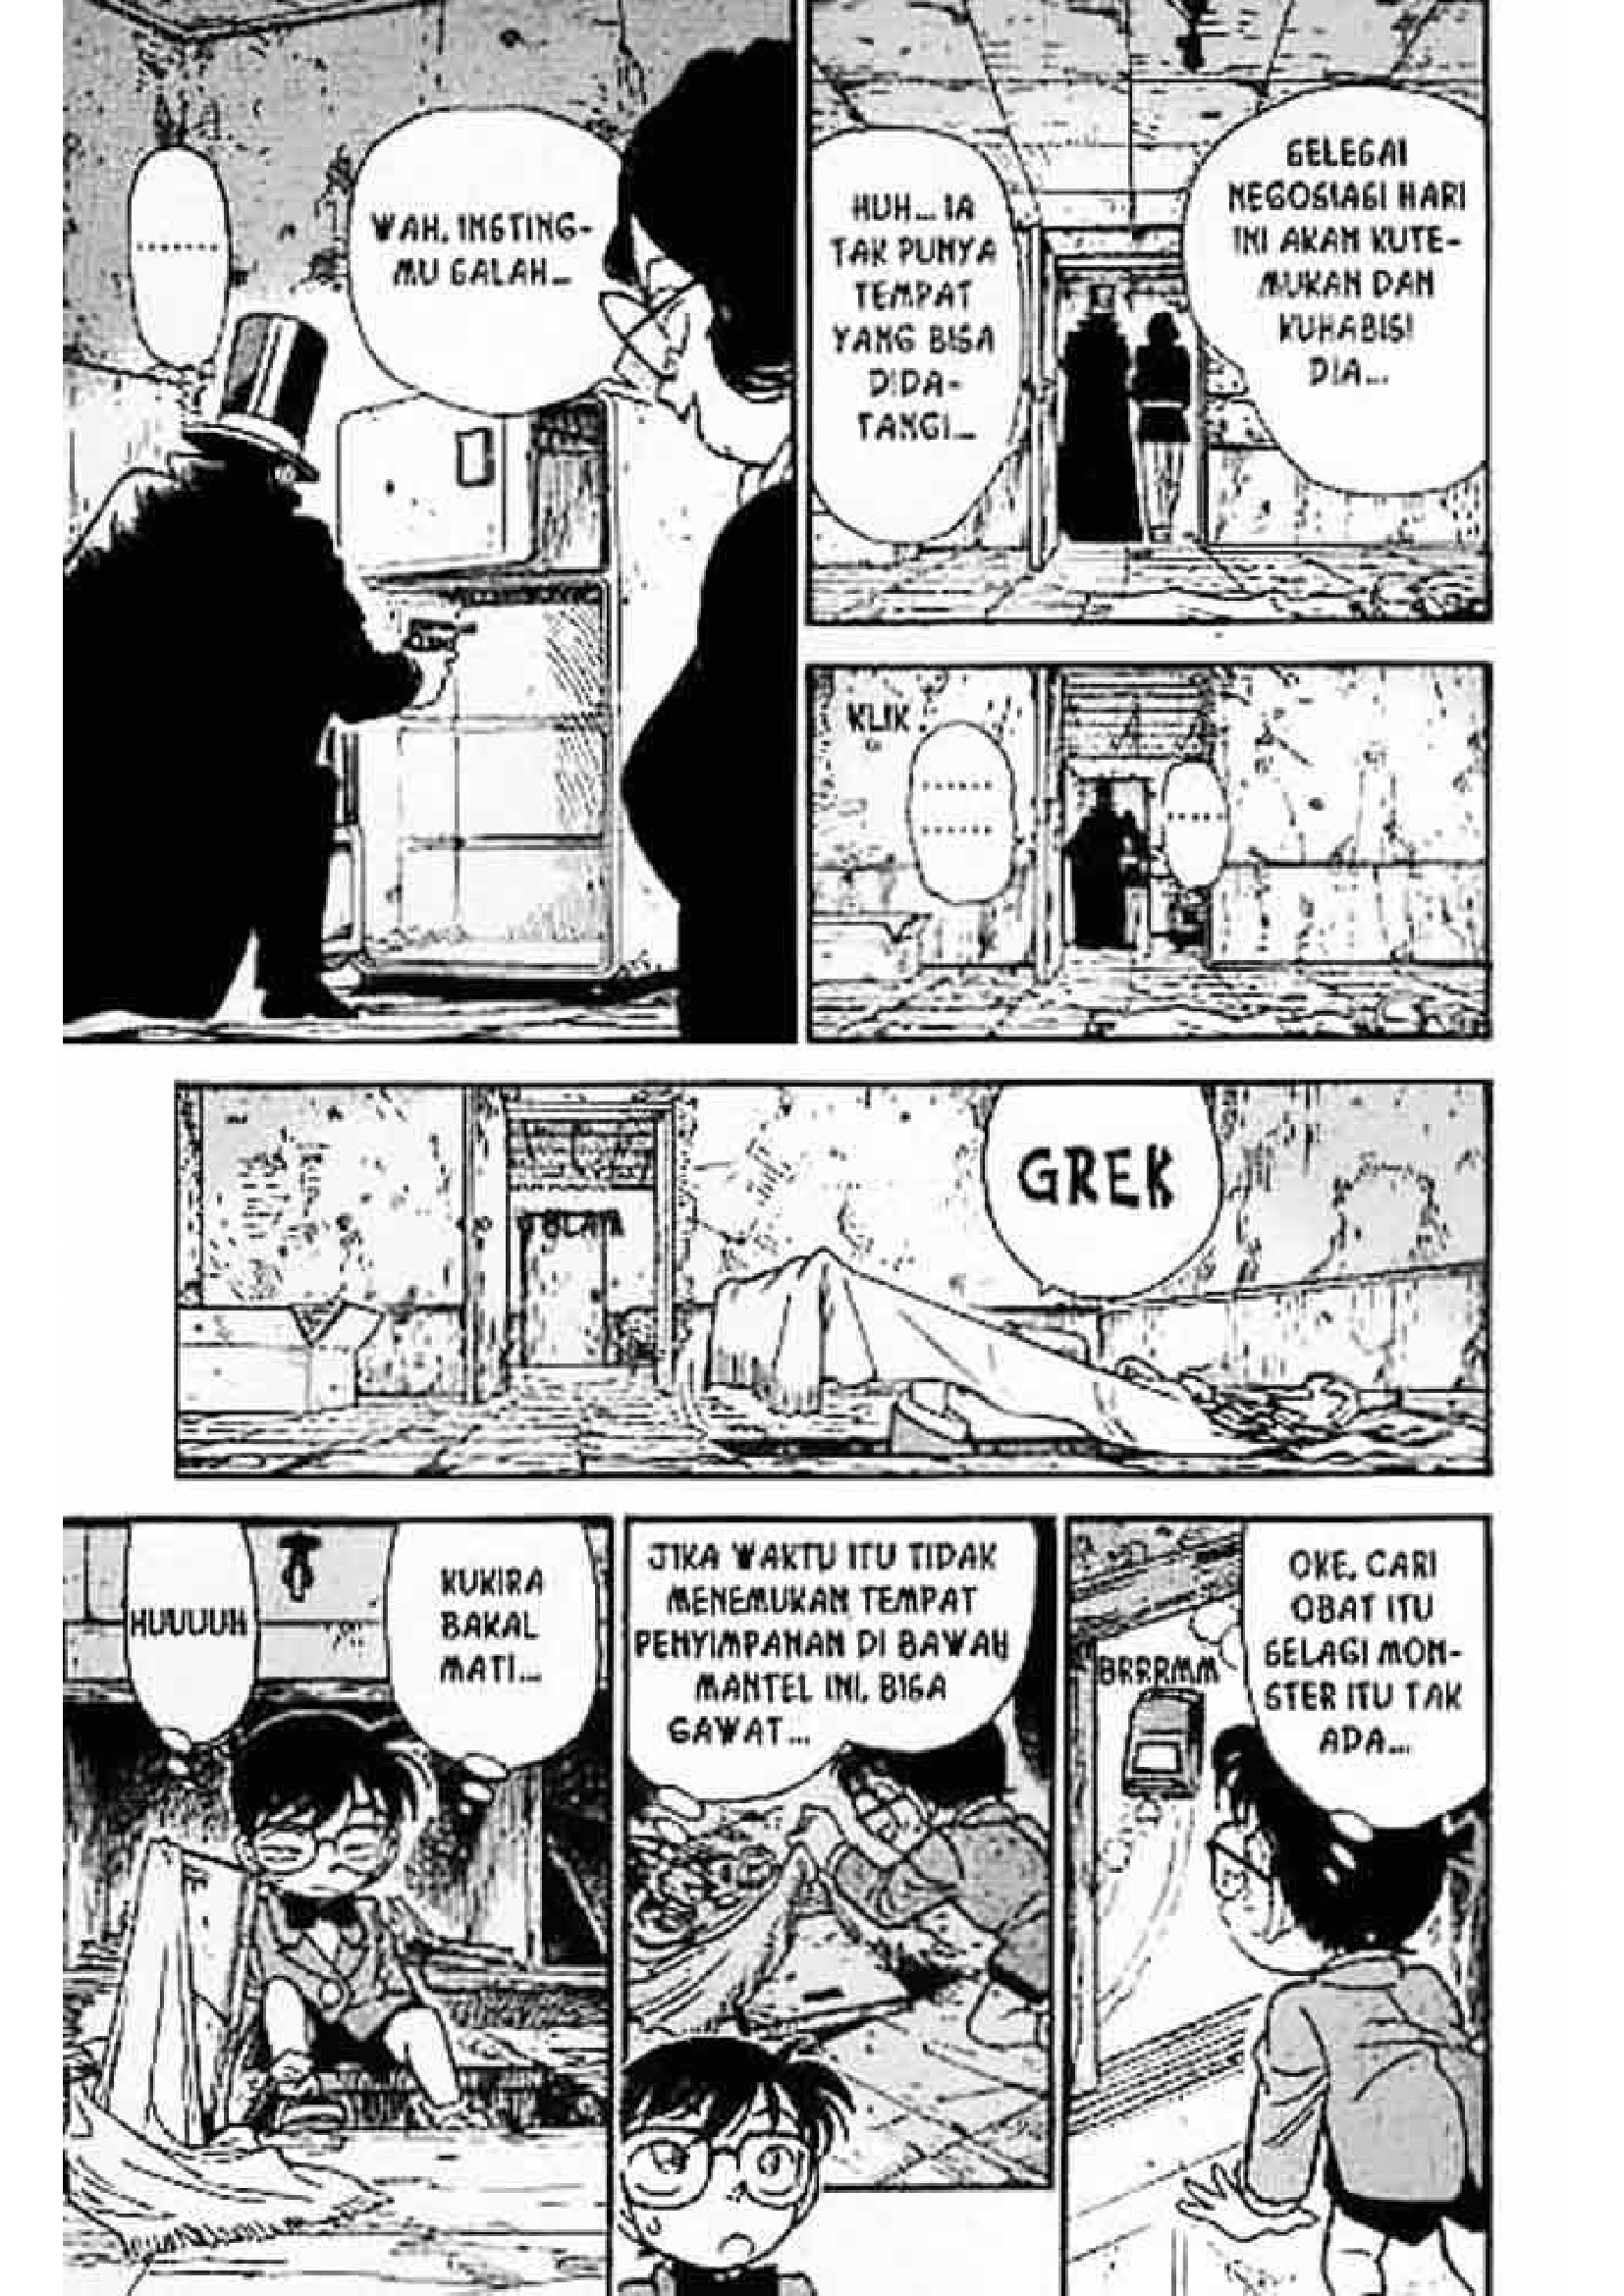 ........
WAH, INSTING-
MU SALAH...
HUH... IA
TAK PUNYA
TEMPAT
YANG BISA
DIDA-
TANGI...
SELESAI
NEGOSIASI HARI
INI AKAN KUTE-
MUKAN DAN
KUHABISI
DIA...
KLIK
.......
.......
......
BLAM
GREK
HUUUUH
KUKIRA
BAKAL
MATI...
JIKA WAKTU ITU TIDAK
MENEMUKAN TEMPAT
PENYIMPANAN DI BAWAH
MANTEL INI, BISA
GAWAT...
BRRRMM
OKE, CARI
OBAT ITU
SELAGI MON-
STER ITU TAK
ADA...